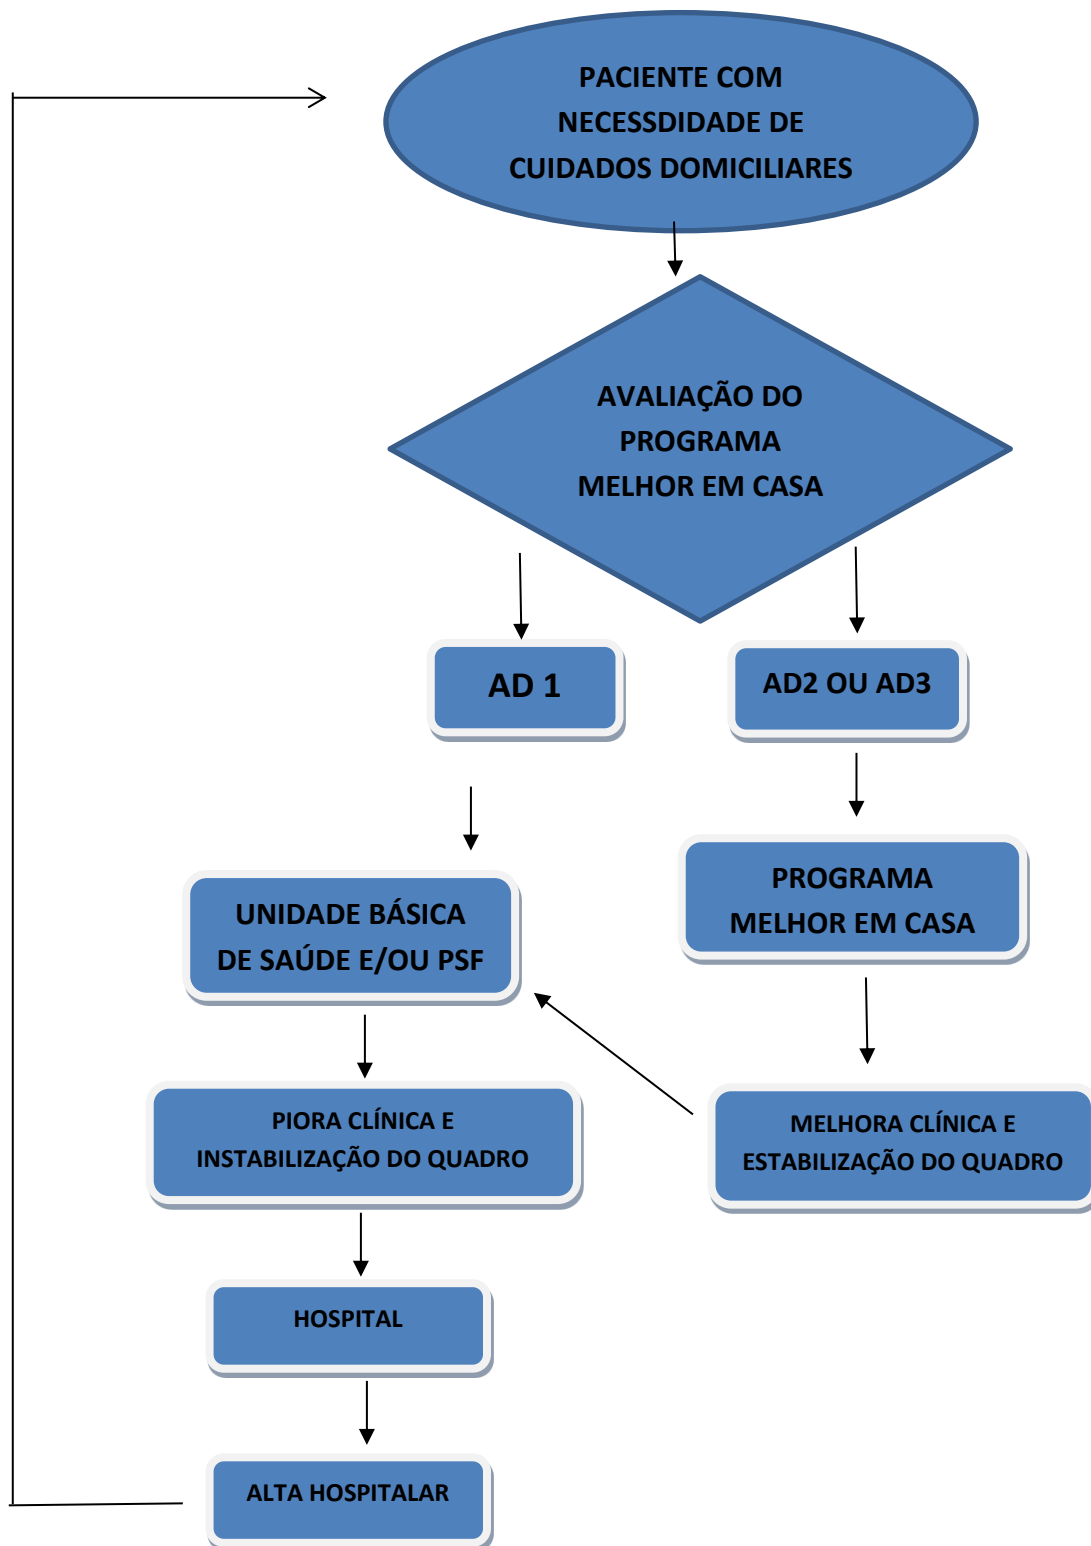 PACIENTE COM
NECESSDIDADE DE
CUIDADOS DOMICILIARES
AVALIAÇÃO DO
PROGRAMA
MELHOR EM CASA
AD 1
AD2 OU AD3
PROGRAMA
MELHOR EM CASA
UNIDADE BÁSICA
DE SAÚDE E/OU PSF
PIORA CLÍNICA E
INSTABILIZAÇÃO DO QUADRO
MELHORA CLÍNICA E
ESTABILIZAÇÃO DO QUADRO
HOSPITAL
ALTA HOSPITALAR